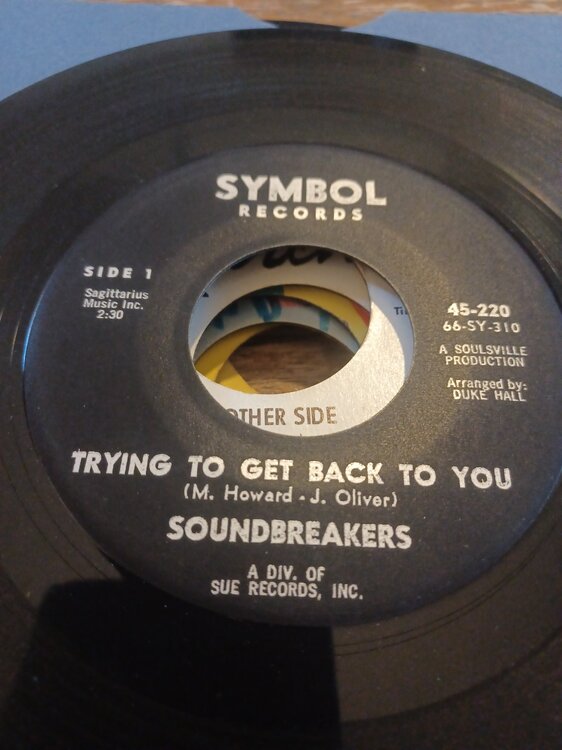 SYMBOL
RECORDS
SIDE 1
Sagittarius
Music Inc.
2:30
45-220
66-SY-310
A SOULSVILLE
PRODUCTION
Arranged by:
DUKE HALL
OTHER SIDE
TRYING TO GET BACK TO YOU
(M. Howard - J. Oliver)
SOUNDBREAKERS
A DIV. OF
SUE RECORDS, INC.